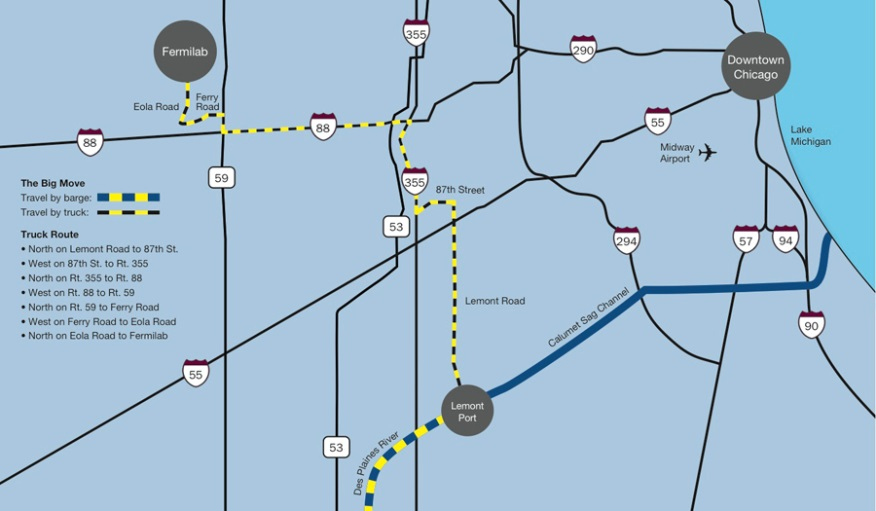 355
Fermilab
290
Downtown
Chicago
Eola Road
Ferry
Road
88
88
55
Lake
Michigan
Midway
Airport
59
355
87th Street
The Big Move
Travel by barge:
Travel by truck:
53
Truck Route
• North on Lemont Road to 87th St.
• West on 87th St. to Rt. 355
• North on Rt. 355 to Rt. 88
• West on Rt. 88 to Rt. 59
• North on Rt. 59 to Ferry Road
• West on Ferry Road to Eola Road
• North on Eola Road to Fermilab
294
57
94
Lemont Road
Calumet Sag Channel
90
55
Lemont
Port
53
Des Plaines River